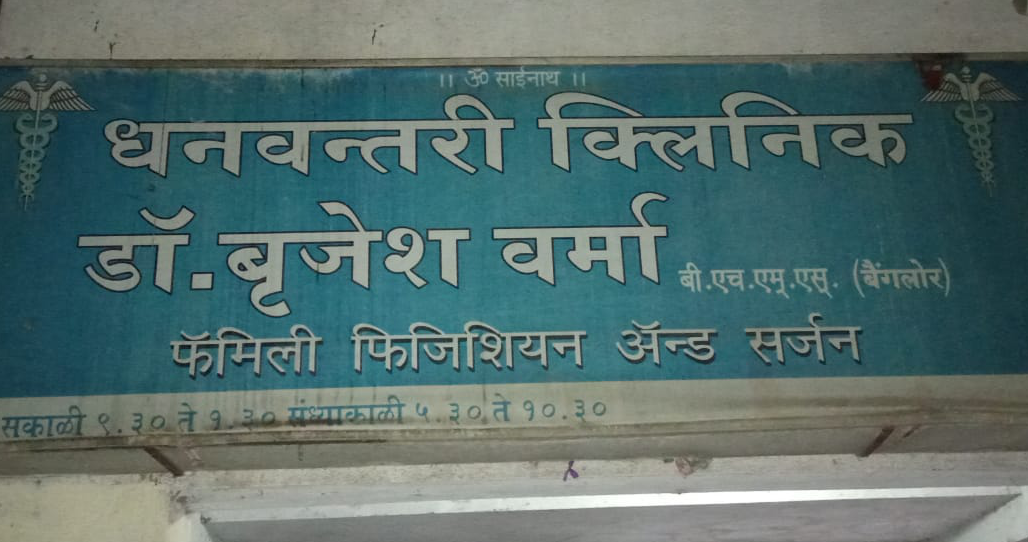 ।। ॐ साईनाथ ।।
धनवन्तरी क्लिनिक
डॉ. बृजेश वर्मा बी.एच.एम्.एस्. (बैंगलोर)
फॅमिली फिजिशियन ॲन्ड सर्जन
सकाळी ९.३० ते १.३० संध्याकाळी ५.३० ते १०.३०